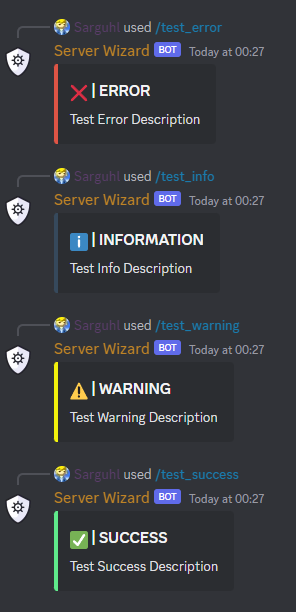 Sarguhl used /test_error
Server Wizard BOT Today at 00:27
❌ | ERROR
Test Error Description
Sarguhl used /test_info
Server Wizard BOT Today at 00:27
ℹ️ | INFORMATION
Test Info Description
Sarguhl used /test_warning
Server Wizard BOT Today at 00:27
⚠️ | WARNING
Test Warning Description
Sarguhl used /test_success
Server Wizard BOT Today at 00:27
✅ | SUCCESS
Test Success Description